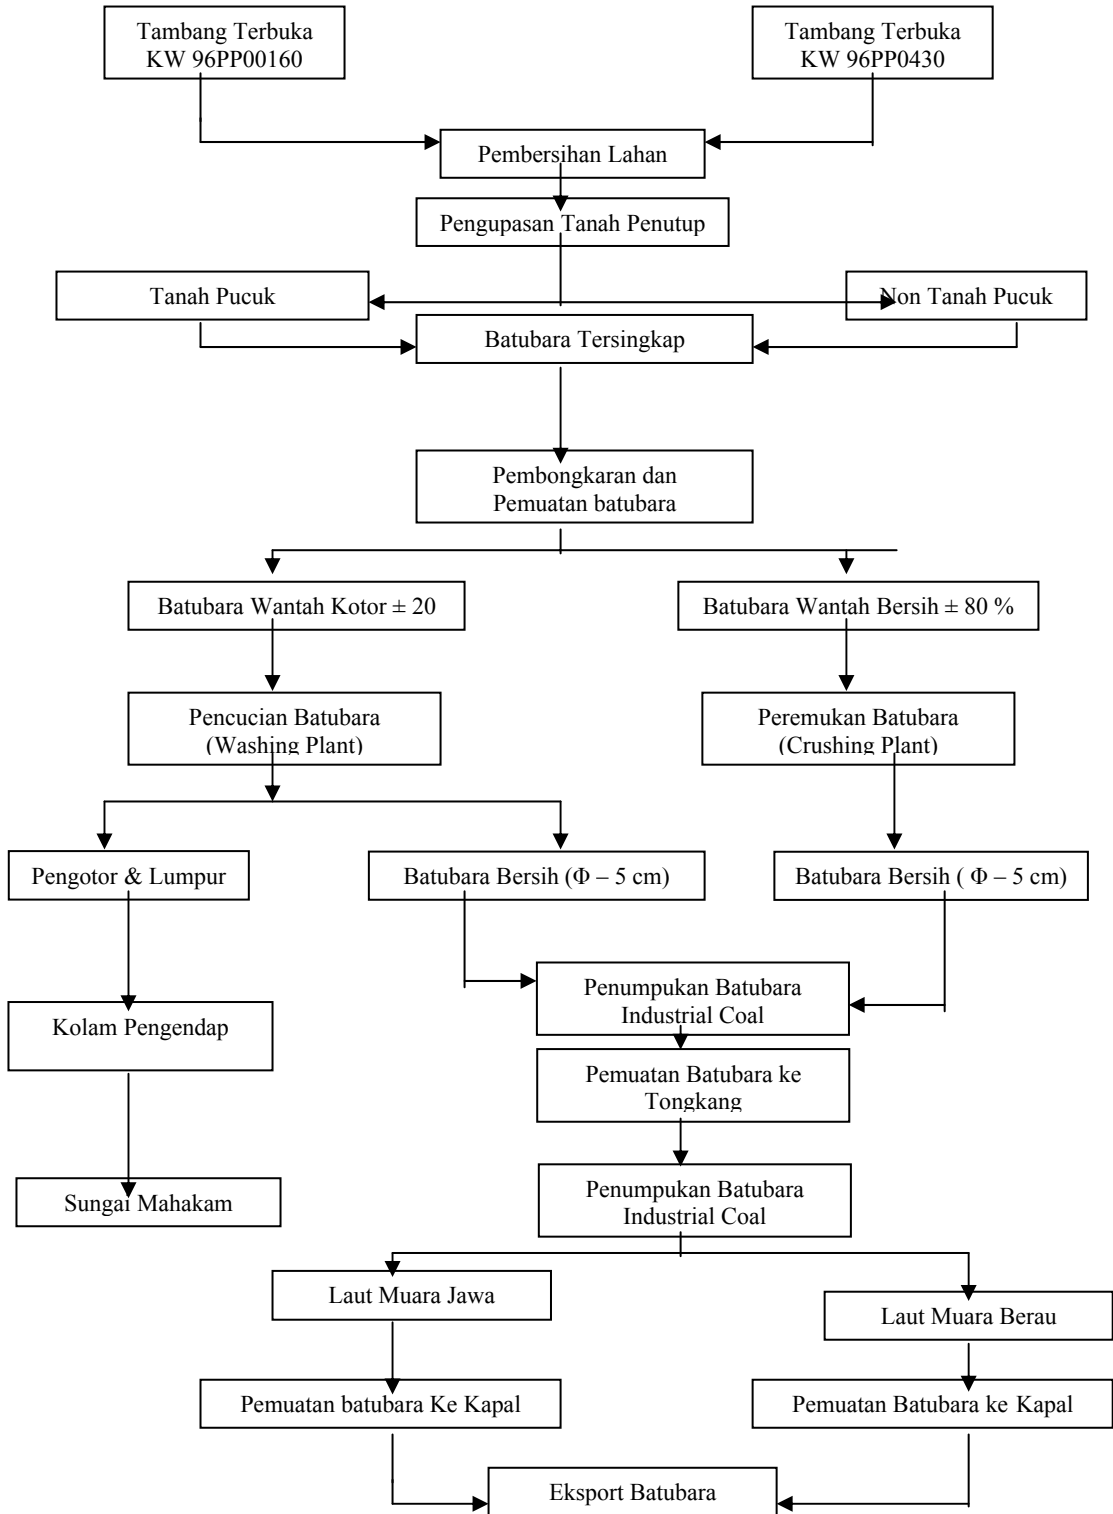 Tambang Terbuka
KW 96PP00160
Tambang Terbuka
KW 96PP0430
Pembersihan Lahan
Pengupasan Tanah Penutup
Tanah Pucuk
Non Tanah Pucuk
Batubara Tersingkap
Pembongkaran dan
Pemuatan batubara
Batubara Wantah Kotor ± 20
Batubara Wantah Bersih ± 80 %
Pencucian Batubara
(Washing Plant)
Peremukan Batubara
(Crushing Plant)
Pengotor & Lumpur
Batubara Bersih (Φ – 5 cm)
Batubara Bersih ( Φ – 5 cm)
Penumpukan Batubara
Industrial Coal
Kolam Pengendap
Pemuatan Batubara ke
Tongkang
Sungai Mahakam
Penumpukan Batubara
Industrial Coal
Laut Muara Jawa
Laut Muara Berau
Pemuatan batubara Ke Kapal
Pemuatan Batubara ke Kapal
Eksport Batubara